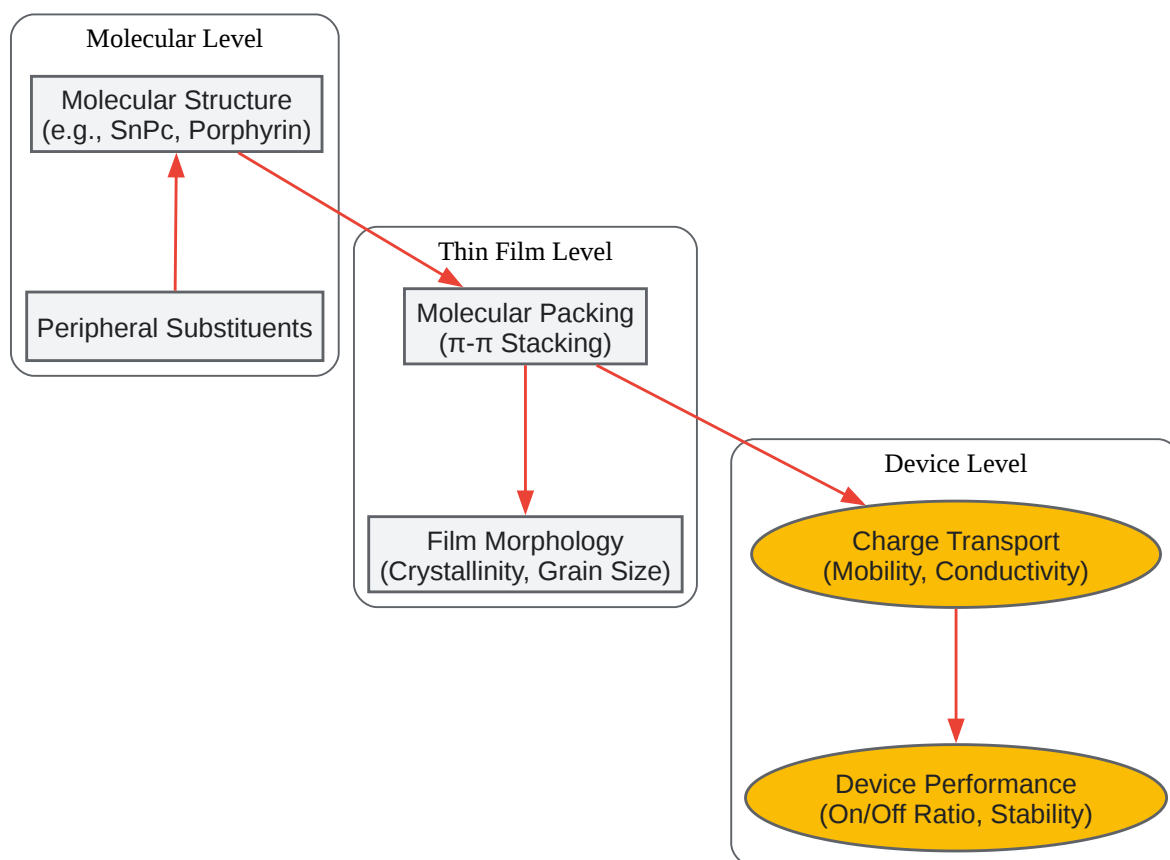 Molecular Level
Molecular Structure
(e.g., SnPc, Porphyrin)
Peripheral Substituents
Thin Film Level
Molecular Packing
(π-π Stacking)
Film Morphology
(Crystallinity, Grain Size)
Device Level
Charge Transport
(Mobility, Conductivity)
Device Performance
(On/Off Ratio, Stability)